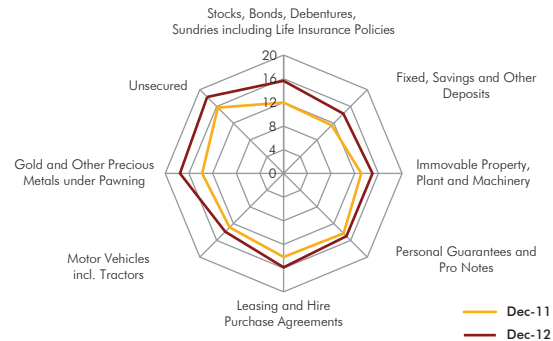 Stocks, Bonds, Debentures,
Sundries including Life Insurance Policies
20
16
12
8
4
0
Fixed, Savings and Other
Deposits
Immovable Property,
Plant and Machinery
Personal Guarantees and
Pro Notes
Leasing and Hire
Purchase Agreements
Motor Vehicles
incl. Tractors
Gold and Other Precious
Metals under Pawning
Unsecured
Dec-11
Dec-12